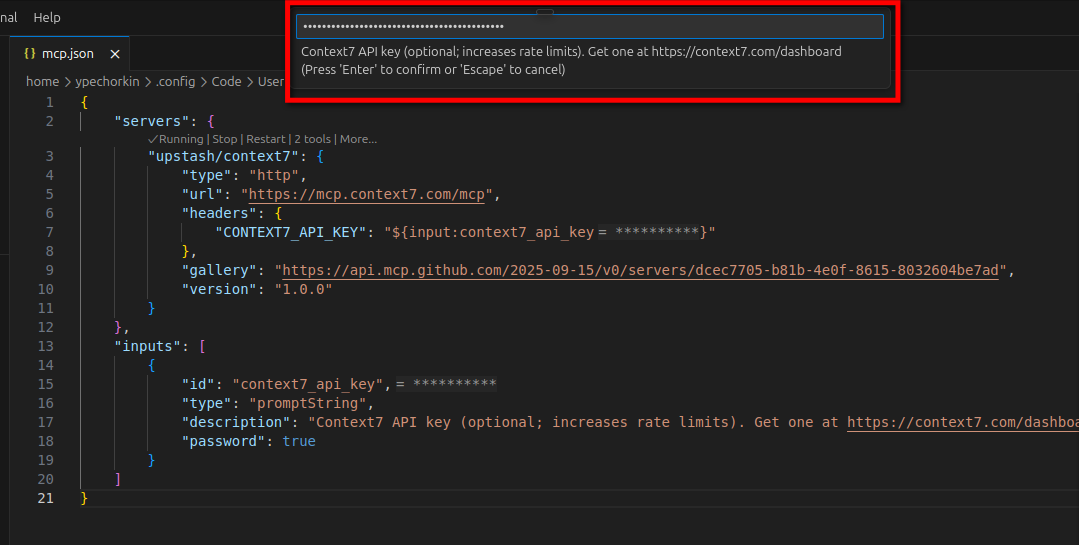 nal Help
••••••••••••••••••••••••••••••••••••••••••
Context7 API key (optional; increases rate limits). Get one at https://context7.com/dashboard
(Press 'Enter' to confirm or 'Escape' to cancel)
{} mcp.json ×
home > ypechorkin > .config > Code > User
1 {
2 "servers": {
✓Running | Stop | Restart | 2 tools | More...
3 "upstash/context7": {
4 "type": "http",
5 "url": "https://mcp.context7.com/mcp",
6 "headers": {
7 "CONTEXT7_API_KEY": "${input:context7_api_key = **********}"
8 },
9 "gallery": "https://api.mcp.github.com/2025-09-15/v0/servers/dcec7705-b81b-4e0f-8615-8032604be7ad",
10 "version": "1.0.0"
11 }
12 },
13 "inputs": [
14 {
15 "id": "context7_api_key", = **********
16 "type": "promptString",
17 "description": "Context7 API key (optional; increases rate limits). Get one at https://context7.com/dashboa
18 "password": true
19 }
20 ]
21 }